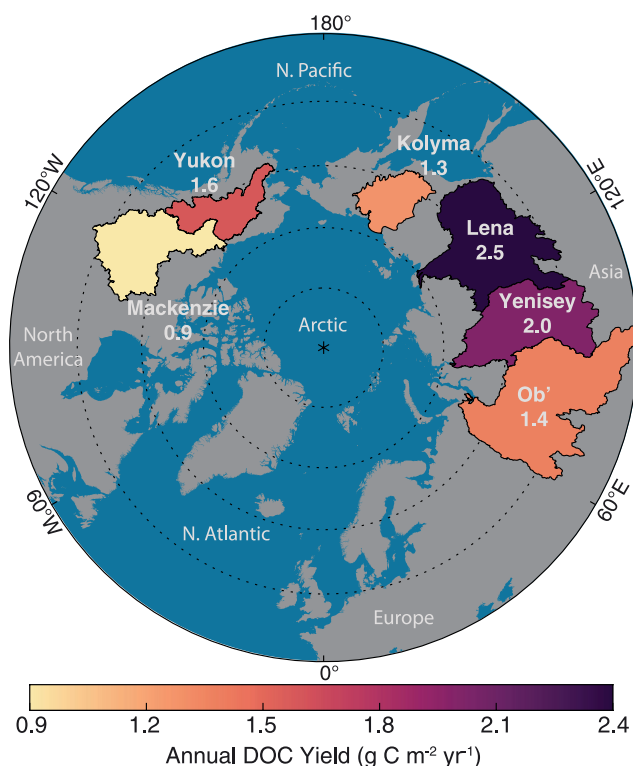 180°
N. Pacific
Kolyma
1.3
Yukon
1.6
120°W
120°E
Lena
2.5
Asia
Yenisey
2.0
Mackenzie
0.9
Arctic
North
America
Ob'
1.4
60°W
60°E
N. Atlantic
Europe
0°
0.9 1.2 1.5 1.8 2.1 2.4
Annual DOC Yield (g C m⁻² yr⁻¹)